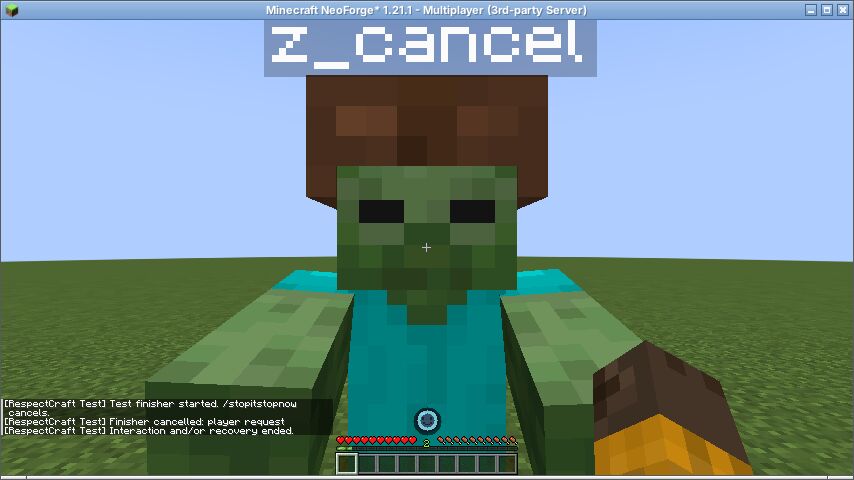 Minecraft NeoForge* 1.21.1 - Multiplayer (3rd-party Server)
z_cancel
[RespectCraft Test] Test finisher started. /stopitstopnow
cancels.
[RespectCraft Test] Finisher cancelled: player request
[RespectCraft Test] Interaction and/or recovery ended.
2